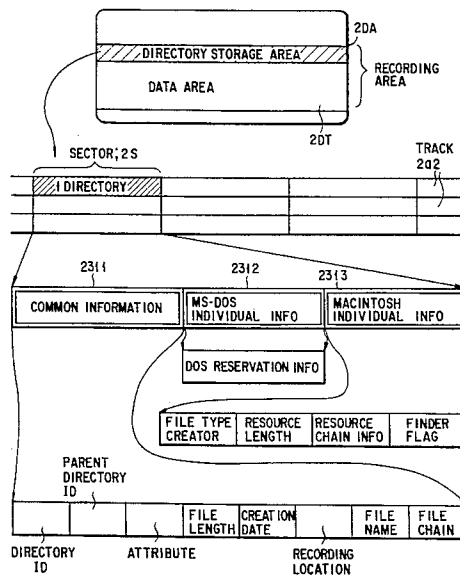 2DA
DIRECTORY STORAGE AREA
DATA AREA
RECORDING
AREA
2DT
SECTOR; 2S
TRACK
2a2
1 DIRECTORY
2311
2312
2313
COMMON INFORMATION
MS-DOS
INDIVIDUAL INFO
MACINTOSH
INDIVIDUAL INFO
DOS RESERVATION INFO
FILE TYPE
CREATOR
RESOURCE
LENGTH
RESOURCE
CHAIN INFO
FINDER
FLAG
PARENT
DIRECTORY
ID
FILE
LENGTH
CREATION
DATE
FILE
NAME
FILE
CHAIN
DIRECTORY
ID
ATTRIBUTE
RECORDING
LOCATION